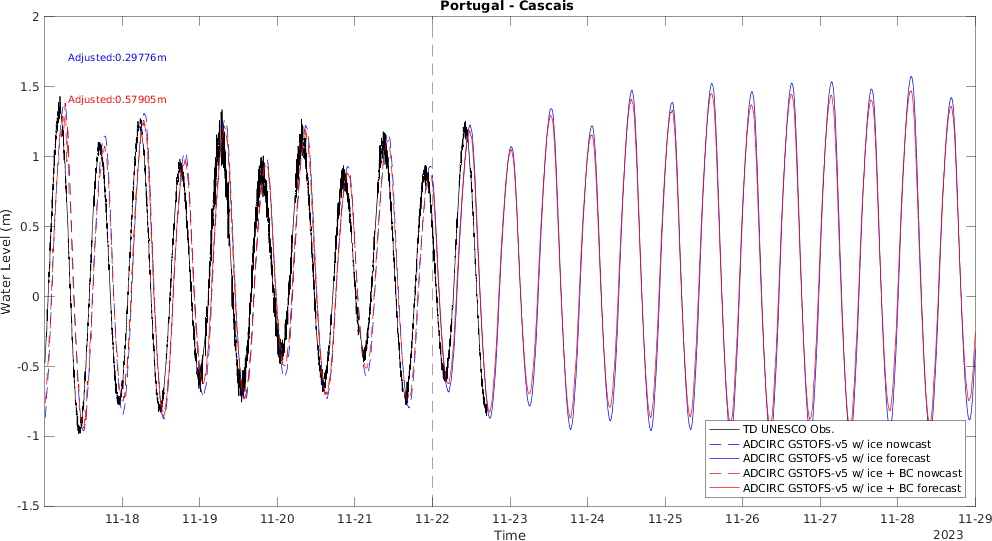 Portugal - Cascais
2
1.5
1
0.5
0
-0.5
-1
-1.5
Water Level (m)
Adjusted:0.29776m
Adjusted:0.57905m
TD UNESCO Obs.
ADCIRC GSTOFS-v5 w/ ice nowcast
ADCIRC GSTOFS-v5 w/ ice forecast
ADCIRC GSTOFS-v5 w/ ice + BC nowcast
ADCIRC GSTOFS-v5 w/ ice + BC forecast
11-18 11-19 11-20 11-21 11-22 11-23 11-24 11-25 11-26 11-27 11-28 11-29
Time
2023